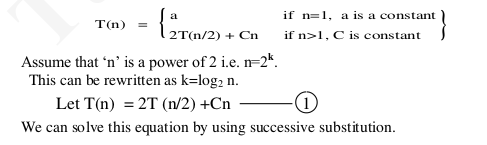 T(n) = { a if n=1, a is a constant }
2T(n/2) + Cn if n>1, C is constant
Assume that ‘n’ is a power of 2 i.e. n=2ᵏ.
This can be rewritten as k=log₂ n.
Let T(n) = 2T (n/2) +Cn ——— ①
We can solve this equation by using successive substitution.